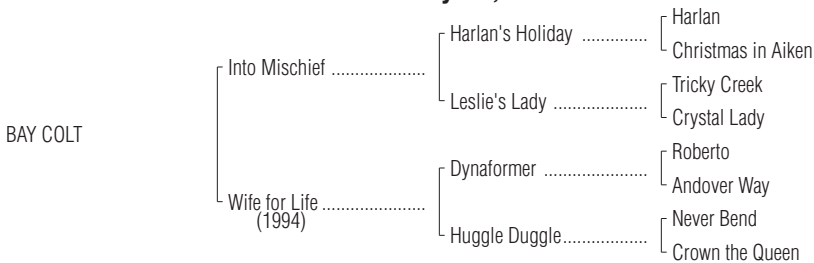 Harlan
Harlan's Holiday ..............
Christmas in Aiken
Into Mischief .....................
Tricky Creek
Leslie's Lady ....................
Crystal Lady
BAY COLT
Roberto
Dynaformer ......................
Andover Way
Wife for Life .......................
(1994)
Never Bend
Huggle Duggle...................
Crown the Queen